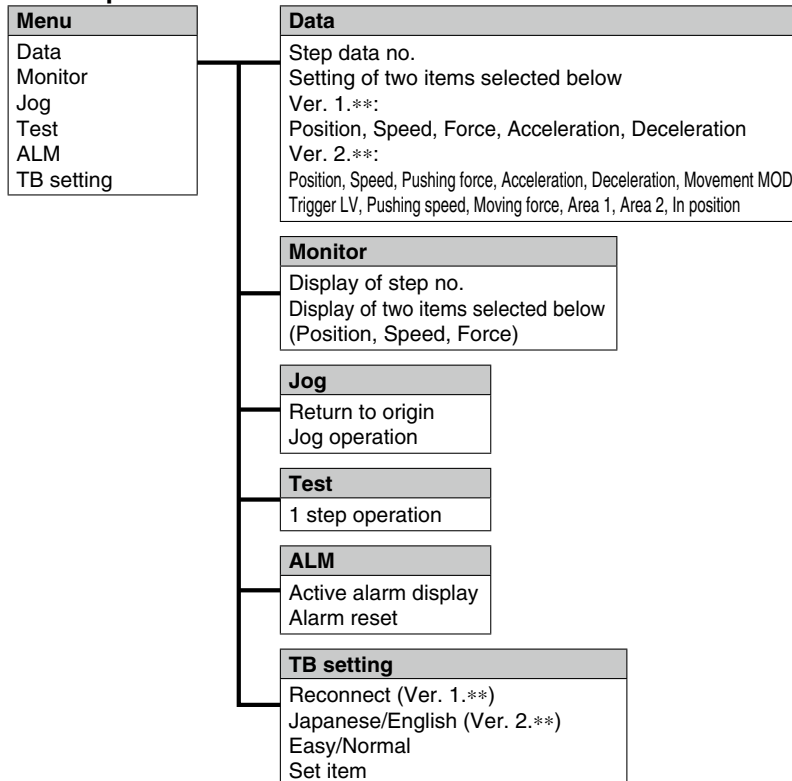 Menu
Data
Monitor
Jog
Test
ALM
TB setting
Data
Step data no.
Setting of two items selected below
Ver. 1.∗∗:
Position, Speed, Force, Acceleration, Deceleration
Ver. 2.∗∗:
Position, Speed, Pushing force, Acceleration, Deceleration, Movement MOD
Trigger LV, Pushing speed, Moving force, Area 1, Area 2, In position
Monitor
Display of step no.
Display of two items selected below
(Position, Speed, Force)
Jog
Return to origin
Jog operation
Test
1 step operation
ALM
Active alarm display
Alarm reset
TB setting
Reconnect (Ver. 1.∗∗)
Japanese/English (Ver. 2.∗∗)
Easy/Normal
Set item